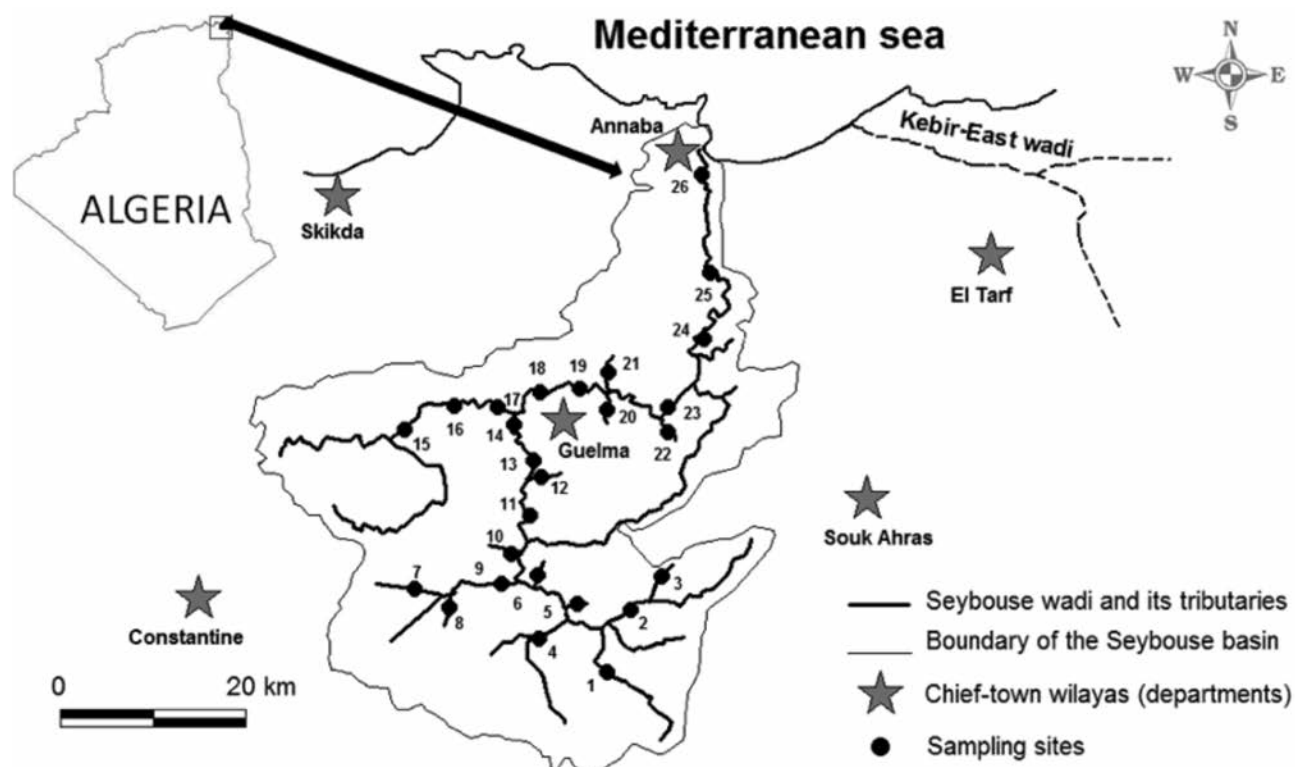 Mediterranean sea
N
W E
S
Annaba
Kebir-East wadi
ALGERIA
Skikda
26
El Tarf
25
24
21
18 19
17
16
15
14
20
23
22
Guelma
13
12
11
10
Souk Ahras
9
7
8
6
5
3
2
4
1
Constantine
0 20 km
Seybouse wadi and its tributaries
Boundary of the Seybouse basin
Chief-town wilayas (departments)
Sampling sites